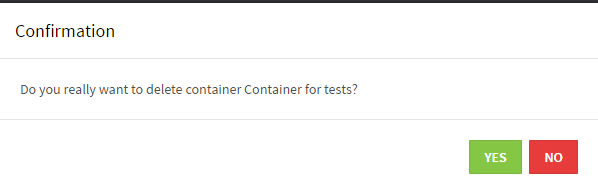 Confirmation
Do you really want to delete container Container for tests?
YES NO